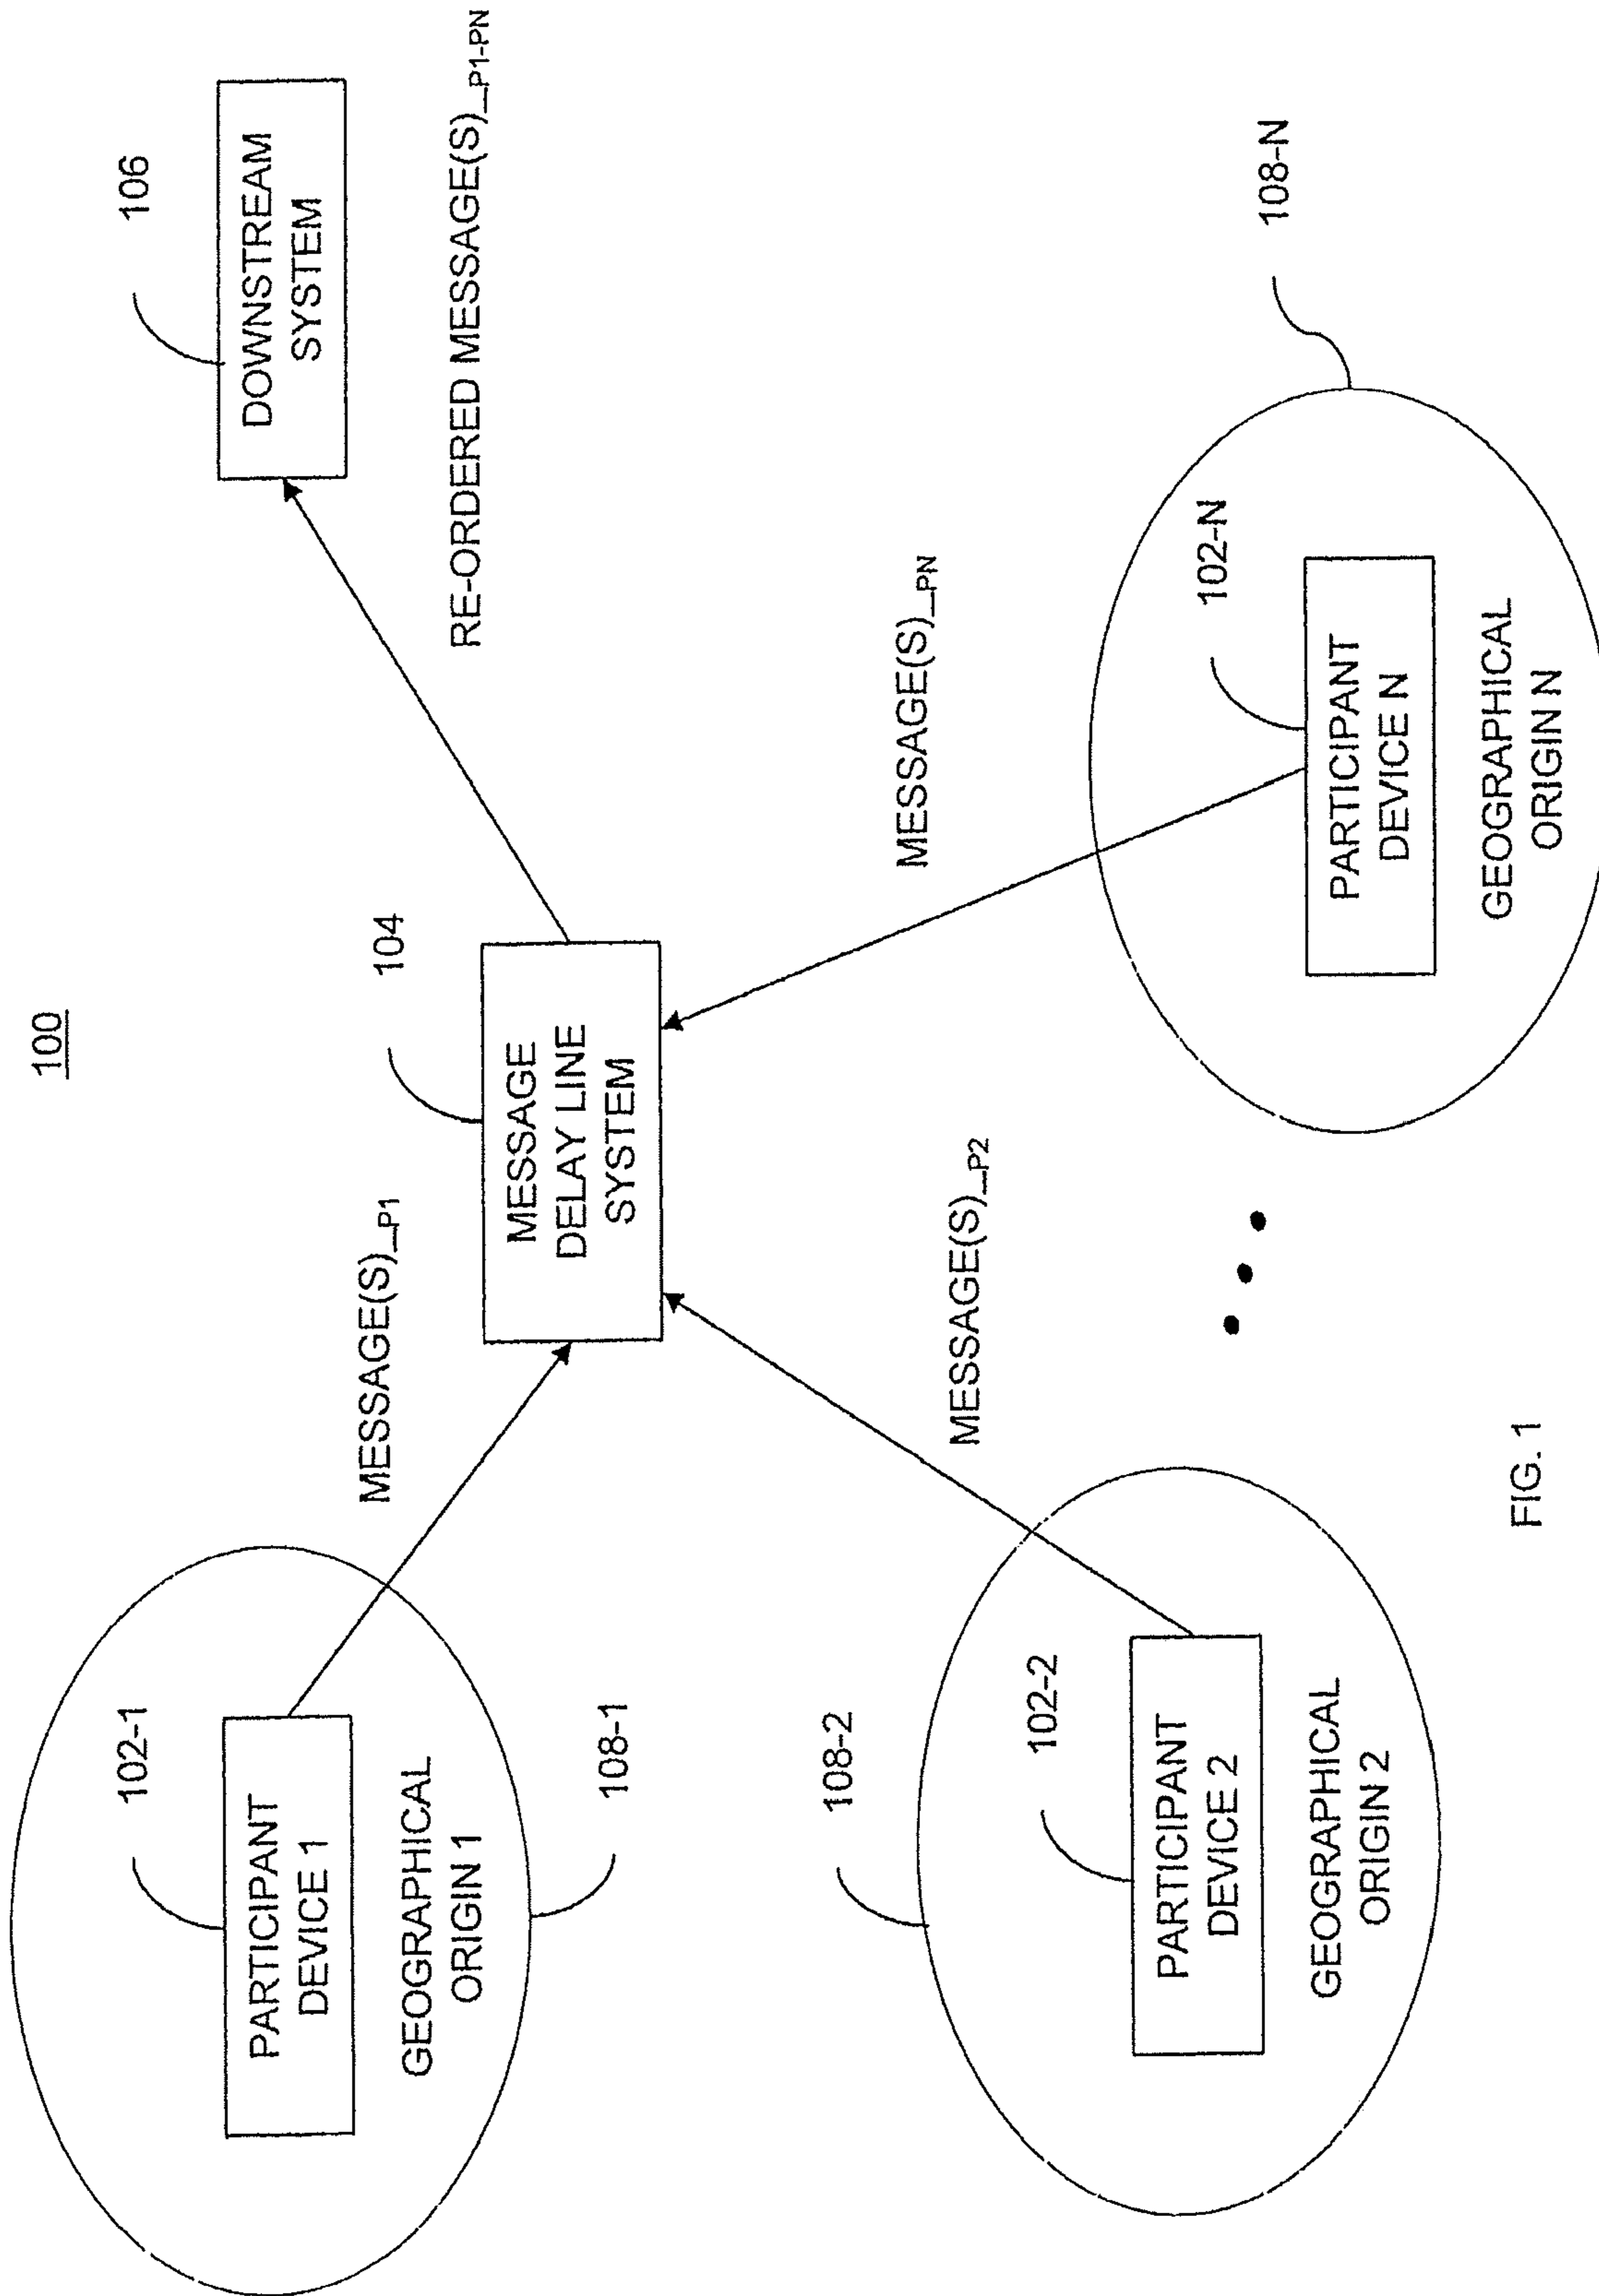 100
102-1
PARTICIPANT
DEVICE 1
GEOGRAPHICAL
ORIGIN 1
108-1
MESSAGE(S)_P1
104
MESSAGE
DELAY LINE
SYSTEM
106
DOWNSTREAM
SYSTEM
RE-ORDERED MESSAGE(S)_P1-PN
108-2
102-2
PARTICIPANT
DEVICE 2
GEOGRAPHICAL
ORIGIN 2
MESSAGE(S)_P2
MESSAGE(S)_PN
108-N
102-N
PARTICIPANT
DEVICE N
GEOGRAPHICAL
ORIGIN N
FIG. 1